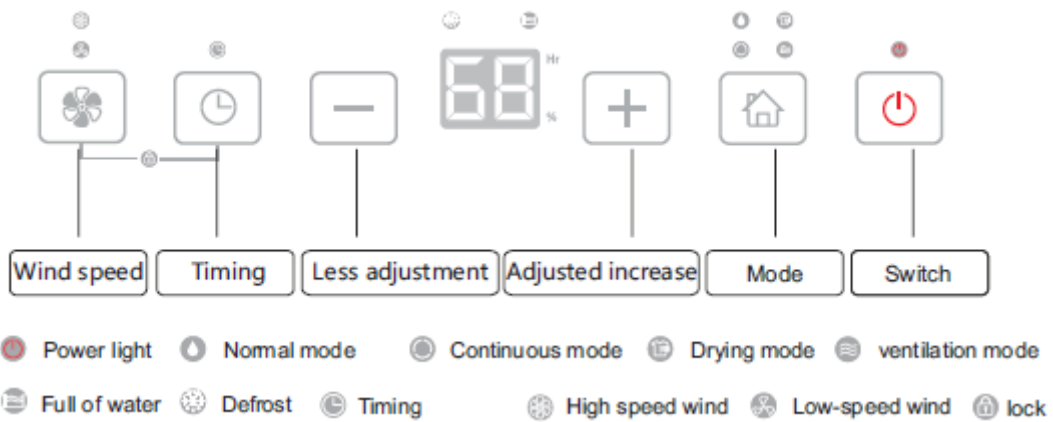 68
Hr
%
Wind speed Timing Less adjustment Adjusted increase Mode Switch
Power light Normal mode Continuous mode Drying mode ventilation mode
Full of water Defrost Timing High speed wind Low-speed wind lock